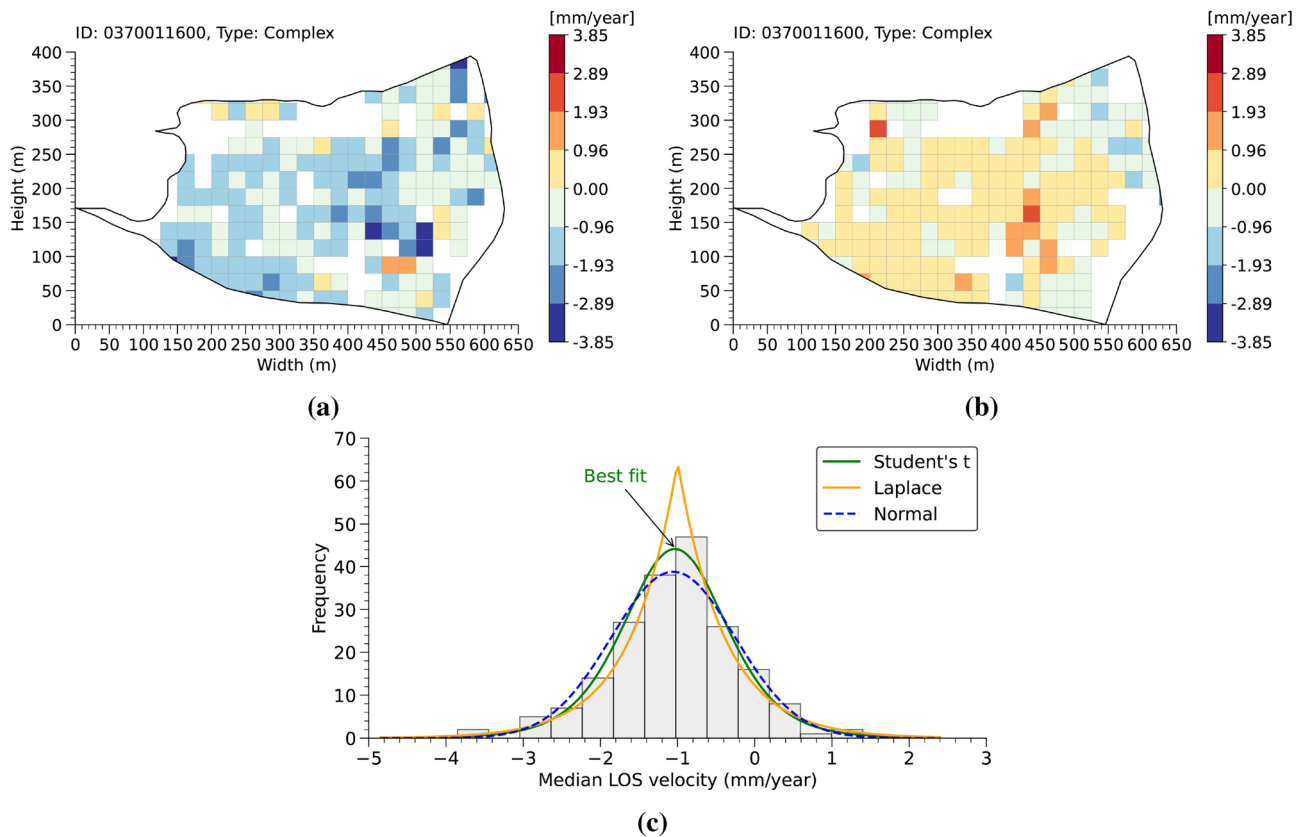 [mm/year]
ID: 0370011600, Type: Complex
3.85
2.89
1.93
0.96
0.00
-0.96
-1.93
-2.89
-3.85
Height (m)
400
350
300
250
200
150
100
50
0
0 50 100 150 200 250 300 350 400 450 500 550 600 650
Width (m)
(a)
[mm/year]
ID: 0370011600, Type: Complex
3.85
2.89
1.93
0.96
0.00
-0.96
-1.93
-2.89
-3.85
Height (m)
400
350
300
250
200
150
100
50
0
0 50 100 150 200 250 300 350 400 450 500 550 600 650
Width (m)
(b)
Frequency
70
60
50
40
30
20
10
0
Best fit
Student's t
Laplace
Normal
−5 −4 −3 −2 −1 0 1 2 3
Median LOS velocity (mm/year)
(c)